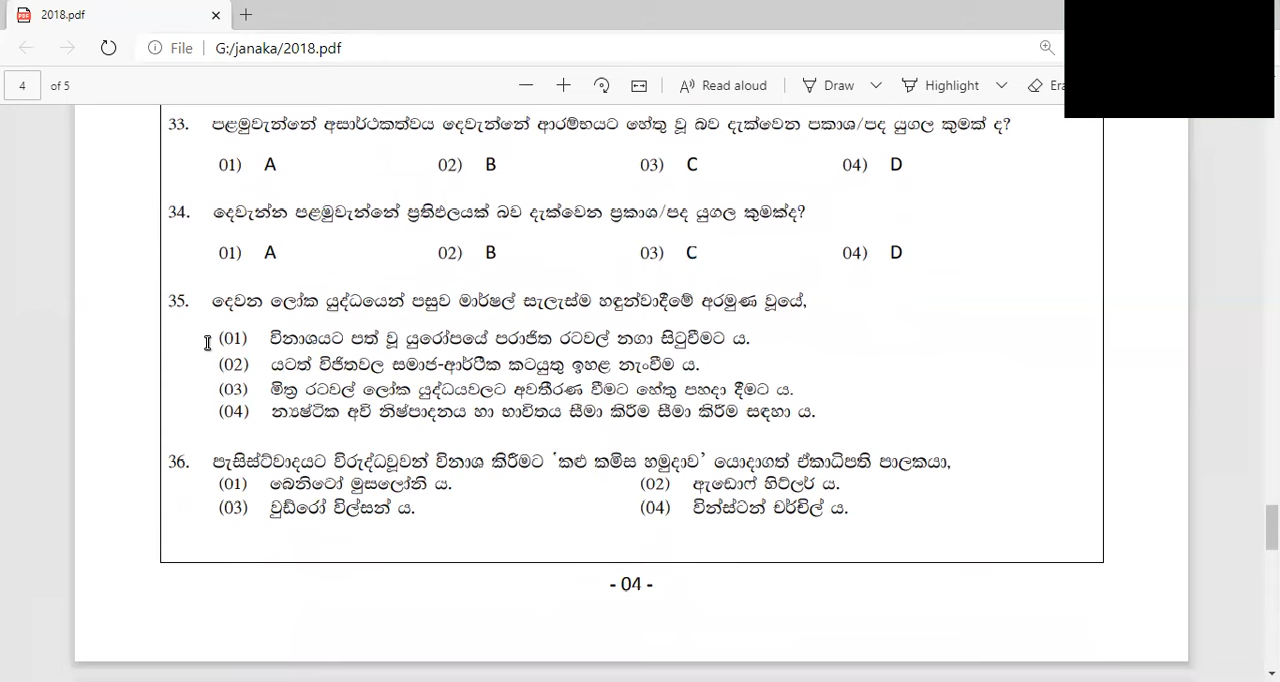 2018.pdf
File G:/janaka/2018.pdf
4 of 5 Read aloud Draw Highlight
33. පළමුවැන්නේ අසාර්ථකත්වය දෙවැන්නේ ආරම්භයට හේතු වූ බව දැක්වෙන පකාශ/පද යුගල කුමක් ද?
01) A 02) B 03) C 04) D
34. දෙවැන්න පළමුවැන්නේ ප්‍රතිඵලයක් බව දැක්වෙන ප්‍රකාශ/පද යුගල කුමක්ද?
01) A 02) B 03) C 04) D
35. දෙවන ලෝක යුද්ධයෙන් පසුව මාර්ෂල් සැලැස්ම හඳුන්වාදීමේ අරමුණ වූයේ,
(01) විනාශයට පත් වූ යුරෝපයේ පරාජිත රටවල් නගා සිටුවීමට ය.
(02) යටත් විජිතවල සමාජ-ආර්ථික කටයුතු ඉහළ නැංවීම ය.
(03) මිත්‍ර රටවල් ලෝක යුද්ධයවලට අවතීරණ වීමට හේතු පහදා දීමට ය.
(04) න්‍යෂ්ටික අවි නිෂ්පාදනය හා භාවිතය සීමා කිරීම සීමා කිරීම සඳහා ය.
36. පැසිස්ට්වාදයට විරුද්ධවූවන් විනාශ කිරීමට 'කළු කමිස හමුදාව' යොදාගත් ඒකාධිපති පාලකයා,
(01) බෙනිටෝ මුසලෝනි ය. (02) ඇඩොෆ් හිට්ලර් ය.
(03) වුඩ්රෝ විල්සන් ය. (04) වින්ස්ටන් චර්චිල් ය.
- 04 -